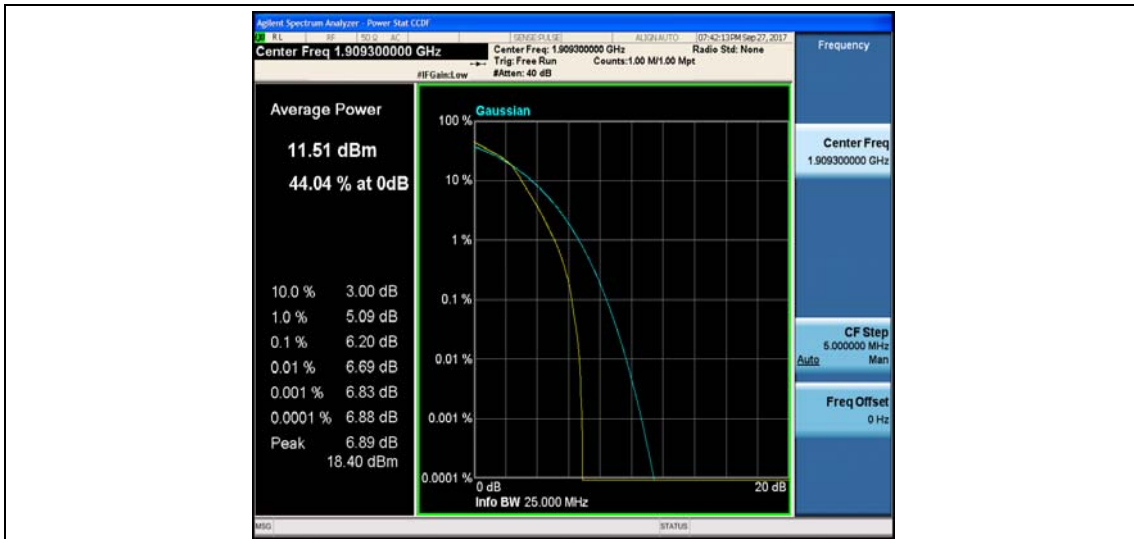 Agilent Spectrum Analyzer - Power Stat CCDF
RL RF 50 Ω AC SENSE:PULSE ALIGN AUTO 07:42:13 PM Sep 27, 2017
Center Freq 1.909300000 GHz
Center Freq: 1.909300000 GHz Radio Std: None
Trig: Free Run Counts:1.00 M/1.00 Mpt
#IFGain:Low #Atten: 40 dB
Frequency
Average Power
11.51 dBm
44.04 % at 0dB
10.0 % 3.00 dB
1.0 % 5.09 dB
0.1 % 6.20 dB
0.01 % 6.69 dB
0.001 % 6.83 dB
0.0001 % 6.88 dB
Peak 6.89 dB
18.40 dBm
Gaussian
100 %
10 %
1 %
0.1 %
0.01 %
0.001 %
0.0001 %
0 dB 20 dB
Info BW 25.000 MHz
Center Freq
1.909300000 GHz
CF Step
5.000000 MHz
Auto Man
Freq Offset
0 Hz
MSG STATUS